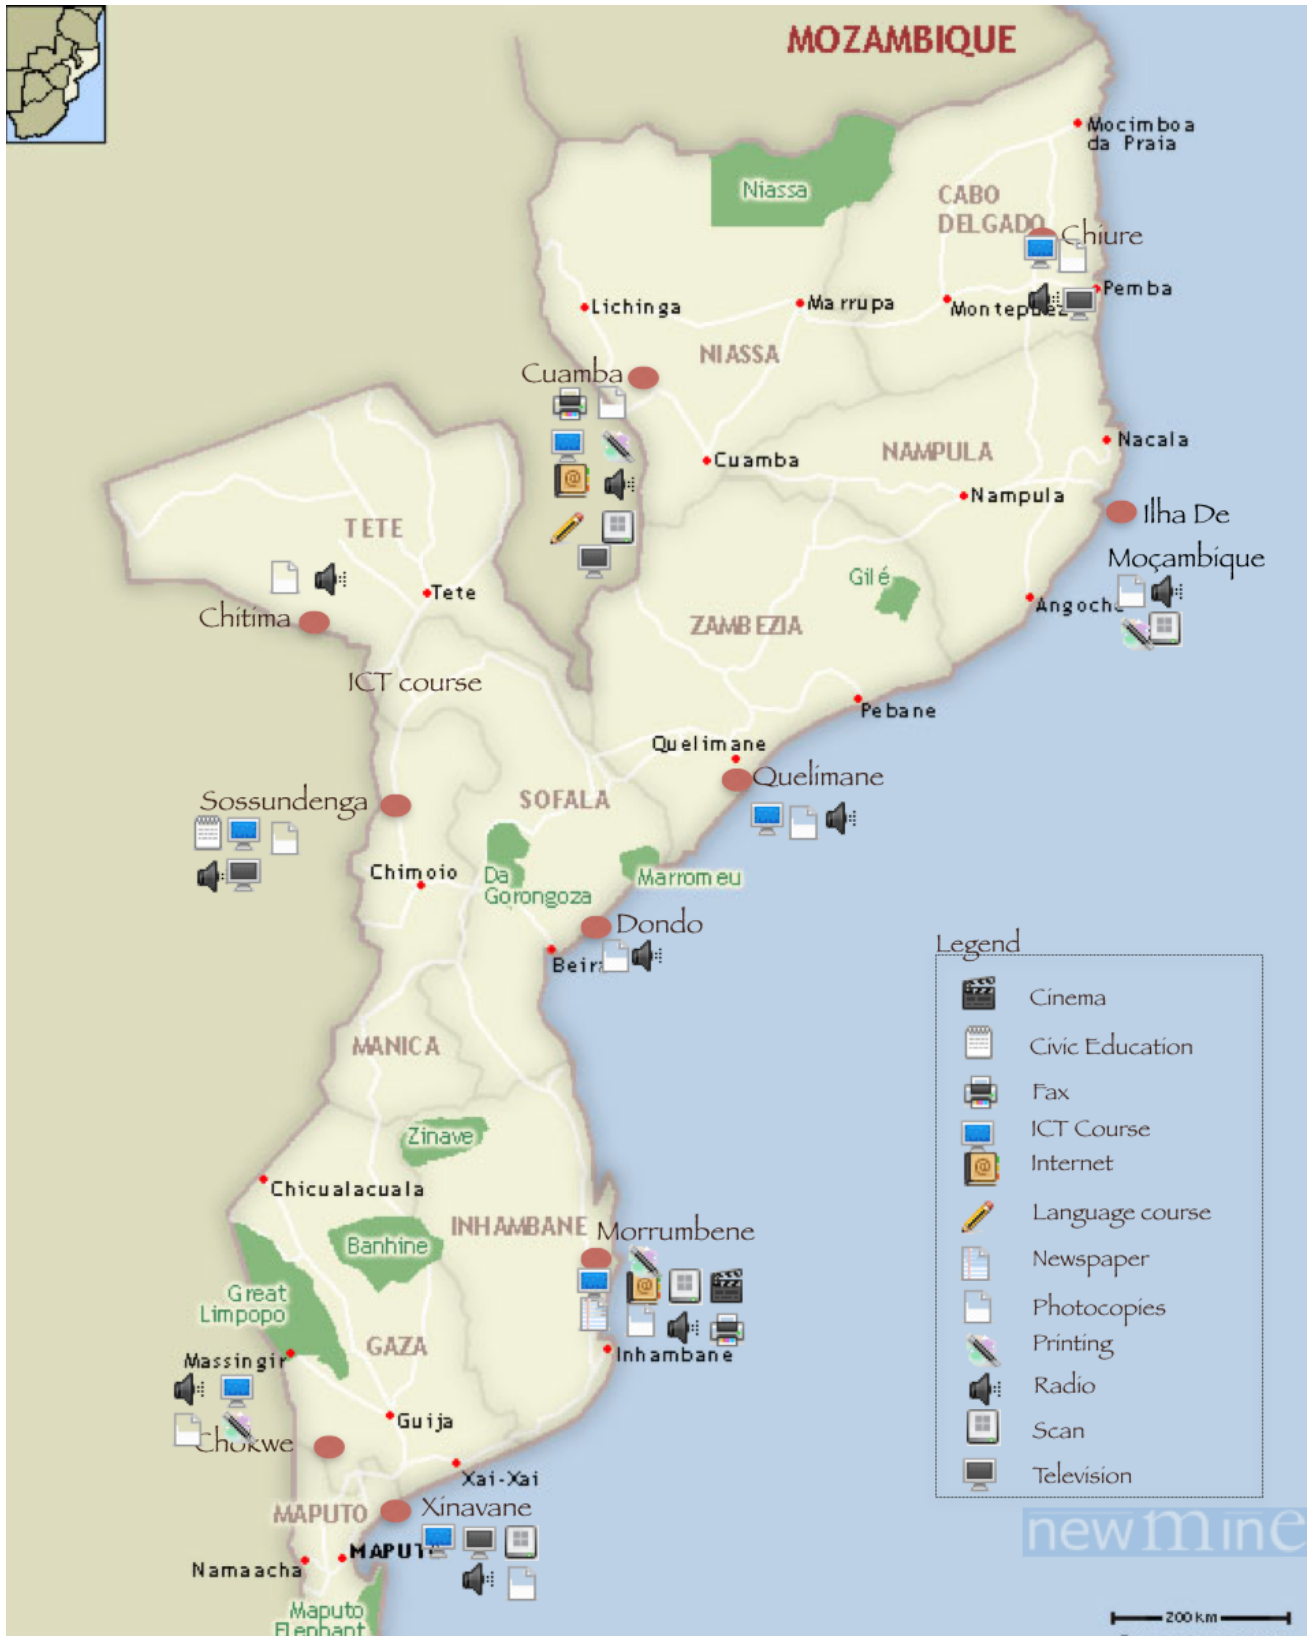 MOZAMBIQUE
Mocimboa
da Praia
Niassa
CABO
DELGADO
Chiure
Pemba
Lichinga
Marrupa
Montepuez
NIASSA
Cuamba
Nacala
NAMPULA
Cuamba
Nampula
Ilha De
Moçambique
TETE
Gilé
Angoche
Tete
Chitima
ZAMBEZIA
ICT course
Pebane
Quelimane
Quelimane
Sossundenga
SOFALA
Chimoio
Da
Gorongoza
Marromeu
Dondo
Beira
Legend
Cinema
Civic Education
Fax
ICT Course
Internet
Language course
Newspaper
Photocopies
Printing
Radio
Scan
Television
MANICA
Zinave
Chicualacuala
INHAMBANE
Morrumbene
Banhine
Great
Limpopo
GAZA
Inhambane
Massingir
Guija
Chokwe
Xai-Xai
MAPUTO
Xinavane
MAPUTO
Namaacha
Maputo
Elephant
newmine
200 km